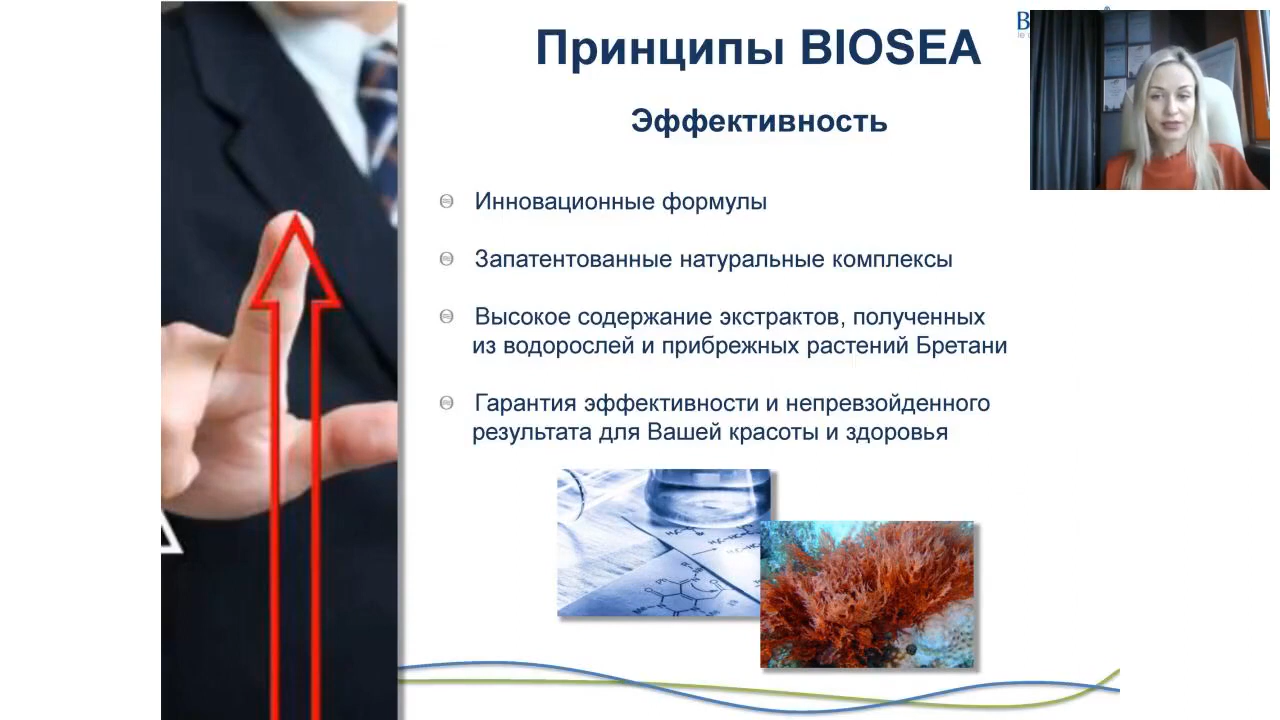 Принципы BIOSEA
Эффективность
Инновационные формулы
Запатентованные натуральные комплексы
Высокое содержание экстрактов, полученных
из водорослей и прибрежных растений Бретани
Гарантия эффективности и непревзойденного
результата для Вашей красоты и здоровья